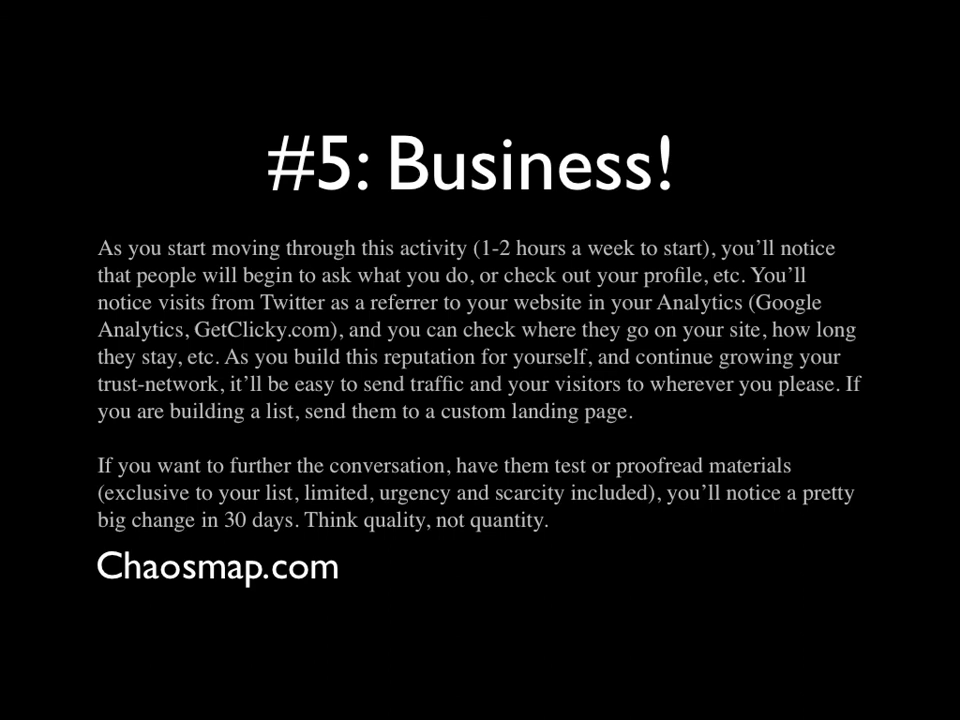 #5: Business!
As you start moving through this activity (1-2 hours a week to start), you’ll notice
that people will begin to ask what you do, or check out your profile, etc. You’ll
notice visits from Twitter as a referrer to your website in your Analytics (Google
Analytics, GetClicky.com), and you can check where they go on your site, how long
they stay, etc. As you build this reputation for yourself, and continue growing your
trust-network, it’ll be easy to send traffic and your visitors to wherever you please. If
you are building a list, send them to a custom landing page.
If you want to further the conversation, have them test or proofread materials
(exclusive to your list, limited, urgency and scarcity included), you’ll notice a pretty
big change in 30 days. Think quality, not quantity.
Chaosmap.com